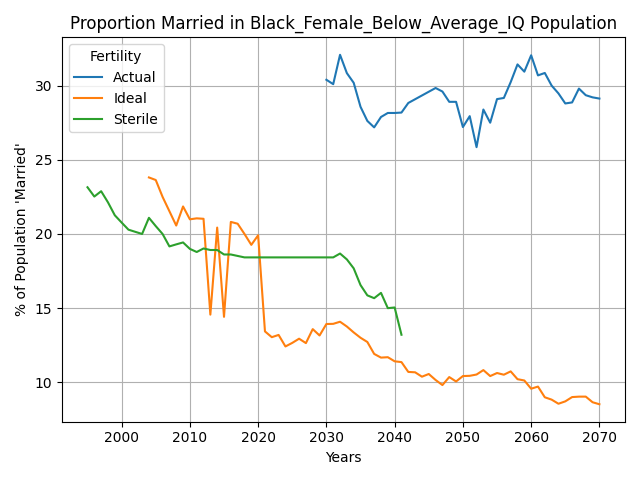 Proportion Married in Black_Female_Below_Average_IQ Population
Fertility
Actual
Ideal
Sterile
% of Population 'Married'
30
25
20
15
10
2000 2010 2020 2030 2040 2050 2060 2070
Years